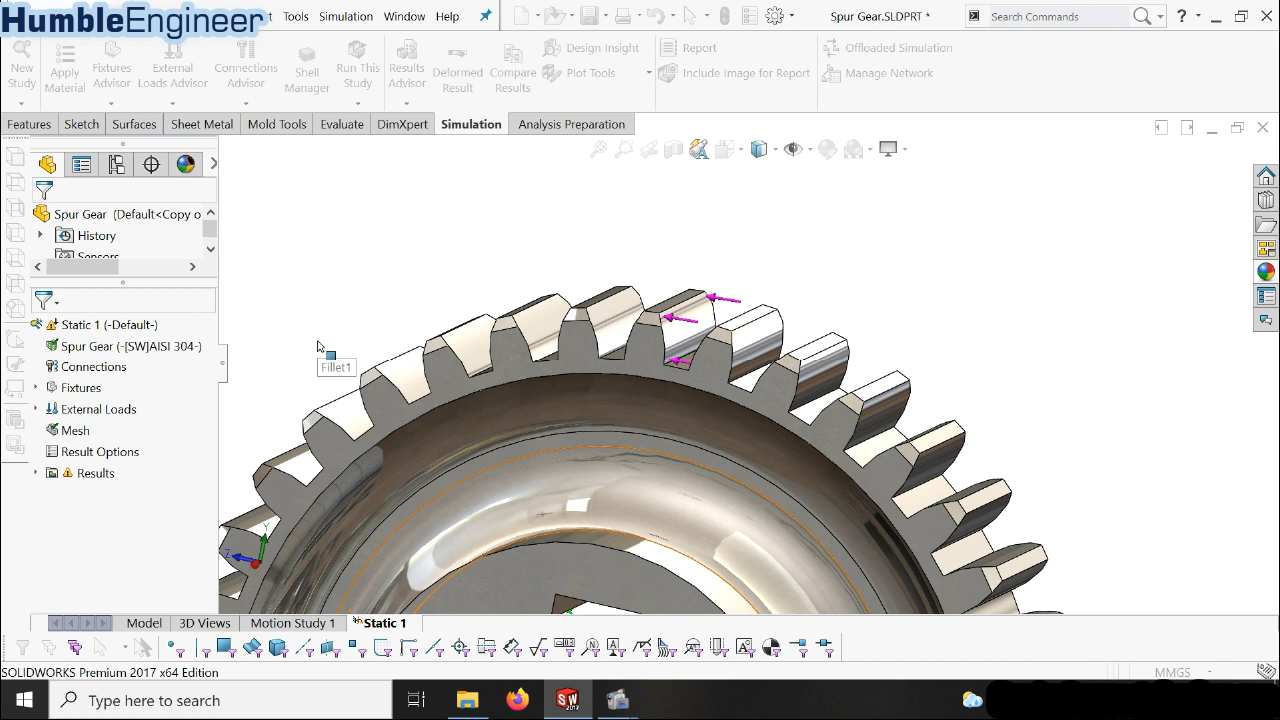 HumbleEngineer
Tools Simulation Window Help
Spur Gear.SLDPRT *
Search Commands
?
New Study
Apply Material
Fixtures Advisor
External Loads Advisor
Connections Advisor
Shell Manager
Run This Study
Results Advisor
Deformed Result
Compare Results
Design Insight
Plot Tools
Report
Include Image for Report
Offloaded Simulation
Manage Network
Features Sketch Surfaces Sheet Metal Mold Tools Evaluate DimXpert Simulation Analysis Preparation
Spur Gear (Default<Copy o
History
Sensors
Static 1 (-Default-)
Spur Gear (-[SW]AISI 304-)
Connections
Fixtures
External Loads
Mesh
Result Options
Results
Fillet1
Y
Z
Model 3D Views Motion Study 1 Static 1
SOLIDWORKS Premium 2017 x64 Edition
MMGS
Type here to search
SW
2017